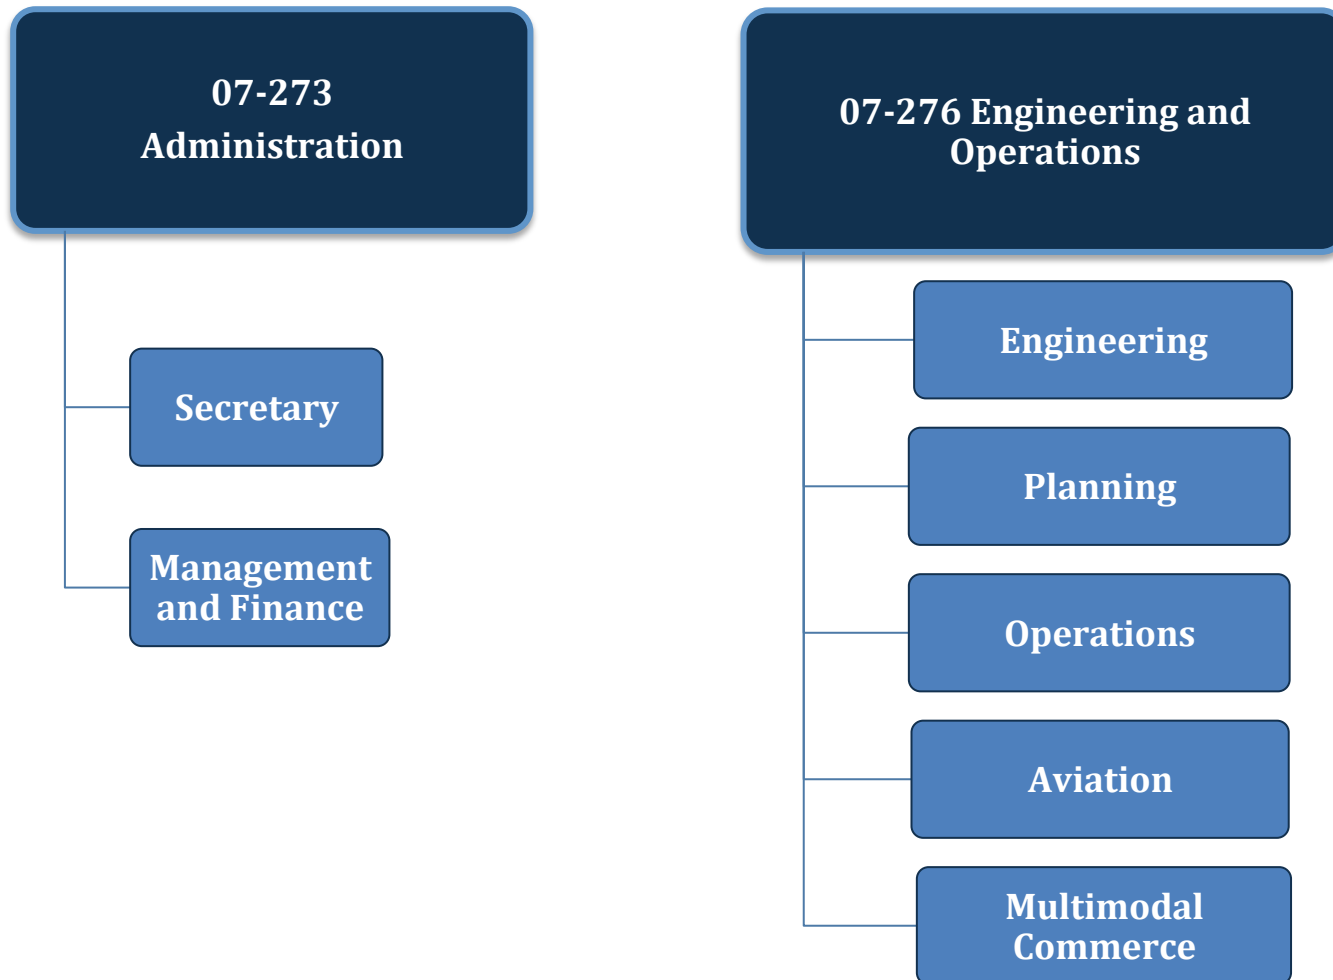 07-273
Administration
Secretary
Management
and Finance
07-276 Engineering and
Operations
Engineering
Planning
Operations
Aviation
Multimodal
Commerce